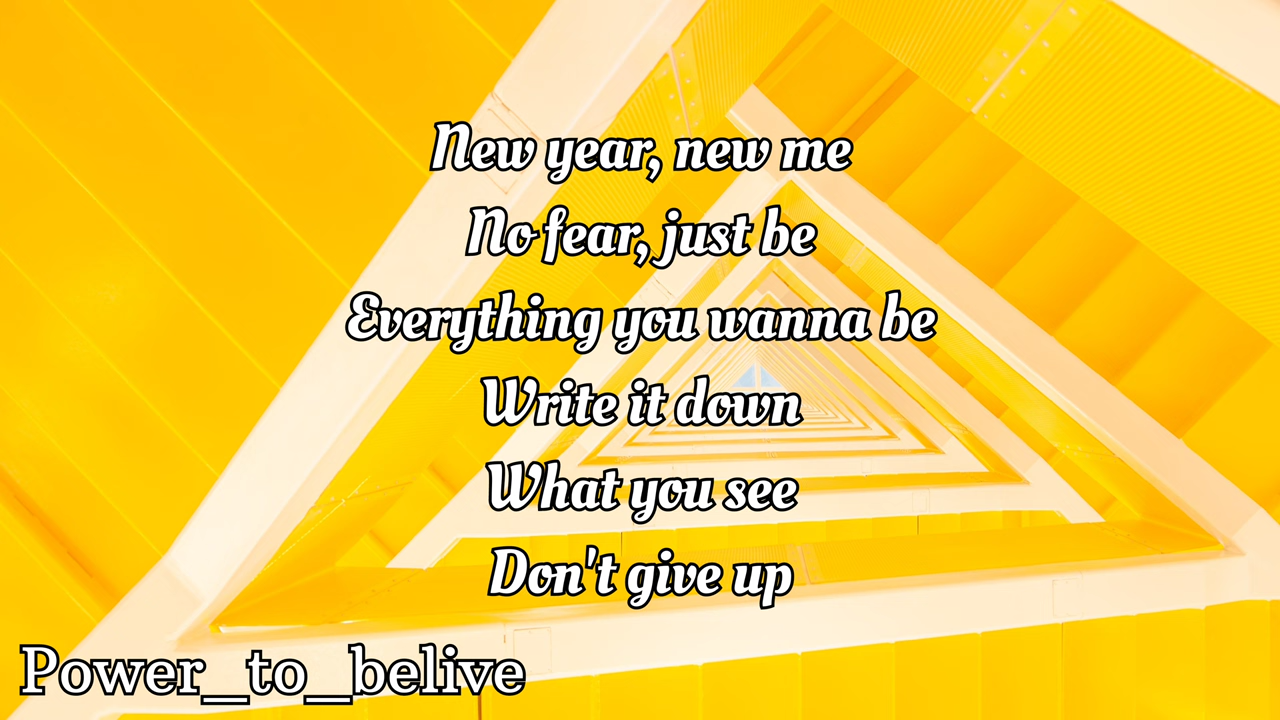 New year, new me
No fear, just be
Everything you wanna be
Write it down
What you see
Don't give up
Power_to_belive